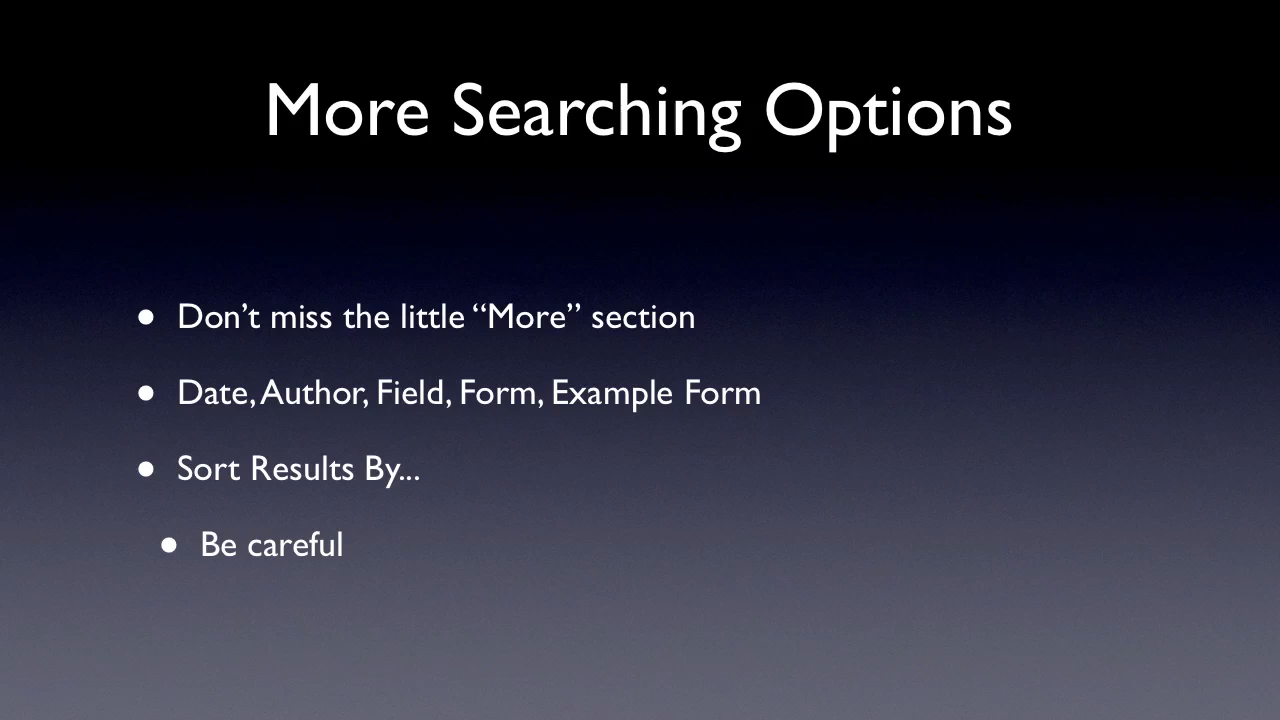 More Searching Options
• Don’t miss the little “More” section
• Date, Author, Field, Form, Example Form
• Sort Results By...
• Be careful